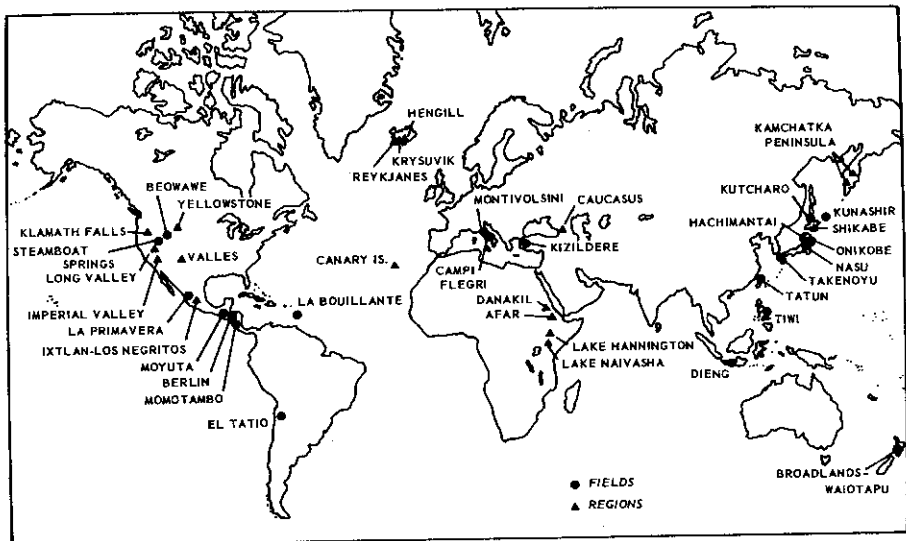 HENGILL
KRYSUVIK
REYKJANES
KAMCHATKA
PENINSULA
BEOWAWE
YELLOWSTONE
MONTIVOLSINI
CAUCASUS
KUTCHARO
KUNASHIR
SHIKABE
KLAMATH FALLS
HACHIMANTAI
STEAMBOAT
SPRINGS
KIZILDERE
ONIKOBE
LONG VALLEY
VALLES
CANARY IS.
CAMPI
FLEGRI
NASU
TAKENOYU
TATUN
IMPERIAL VALLEY
LA BOUILLANTE
DANAKIL
AFAR
LA PRIMAVERA
TIWI
IXTLAN-LOS NEGRITOS
LAKE HANNINGTON
LAKE NAIVASHA
MOYUTA
BERLIN
MOMOTAMBO
DIENG
EL TATIO
BROADLANDS-
WAIOTAPU
FIELDS
REGIONS